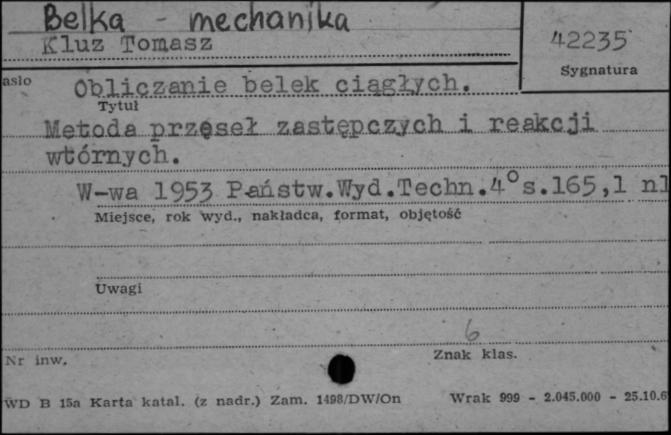 Belka - mechanika
Kluz Tomasz
42235
Sygnatura
asło
Obliczanie belek ciągłych.
Tytuł
Metoda przęseł zastępczych i reakcji
wtórnych.
W-wa 1953 Państw.Wyd.Techn.4°s.165,1 nl
Miejsce, rok wyd., nakładca, format, objętość
Uwagi
6
Nr inw.
Znak klas.
WD B 15a Karta katal. (z nadr.) Zam. 1498/DW/On
Wrak 999 - 2.045.000 - 25.10.6